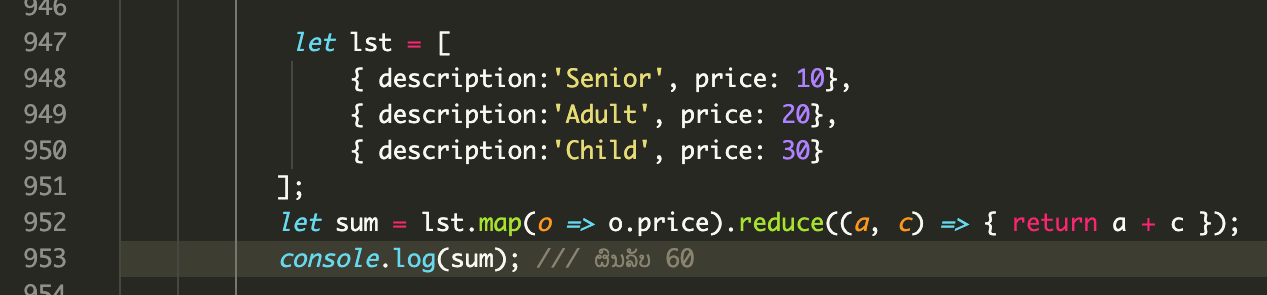 946
947 let lst = [
948 { description:'Senior', price: 10},
949 { description:'Adult', price: 20},
950 { description:'Child', price: 30}
951 ];
952 let sum = lst.map(o => o.price).reduce((a, c) => { return a + c });
953 console.log(sum); /// ຜົນລັບ 60
954